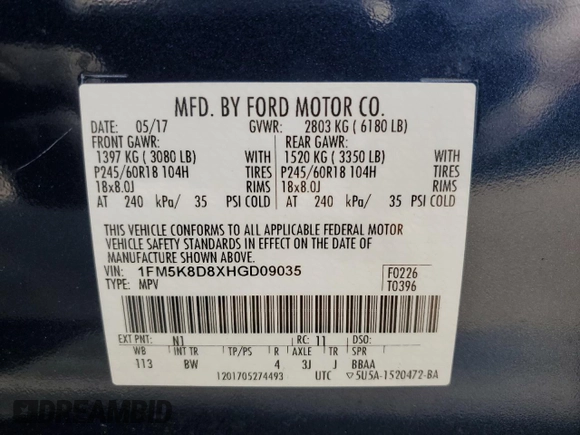 MFD. BY FORD MOTOR CO.
DATE: 05/17 GVWR: 2803 KG ( 6180 LB)
FRONT GAWR: REAR GAWR:
1397 KG ( 3080 LB) WITH 1520 KG ( 3350 LB) WITH
P245/60R18 104H TIRES P245/60R18 104H TIRES
18x8.0J RIMS 18x8.0J RIMS
AT 240 kPa/ 35 PSI COLD AT 240 kPa/ 35 PSI COLD
THIS VEHICLE CONFORMS TO ALL APPLICABLE FEDERAL MOTOR
VEHICLE SAFETY AND THEFT PREVENTION STANDARDS
IN EFFECT ON THE DATE OF
MANUFACTURE SHOWN ABOVE.
VIN: 1FM5K8D8XHGD09035 F0226
TYPE: MPV T0396
EXT PNT: N1 RC: 11 DSO:
WB INT TR TP/PS R AXLE TR SPR
113 BW 4 3J J BBAA
1201705274493 UTC ▽5U5A-1520472-BA
DREAMBID